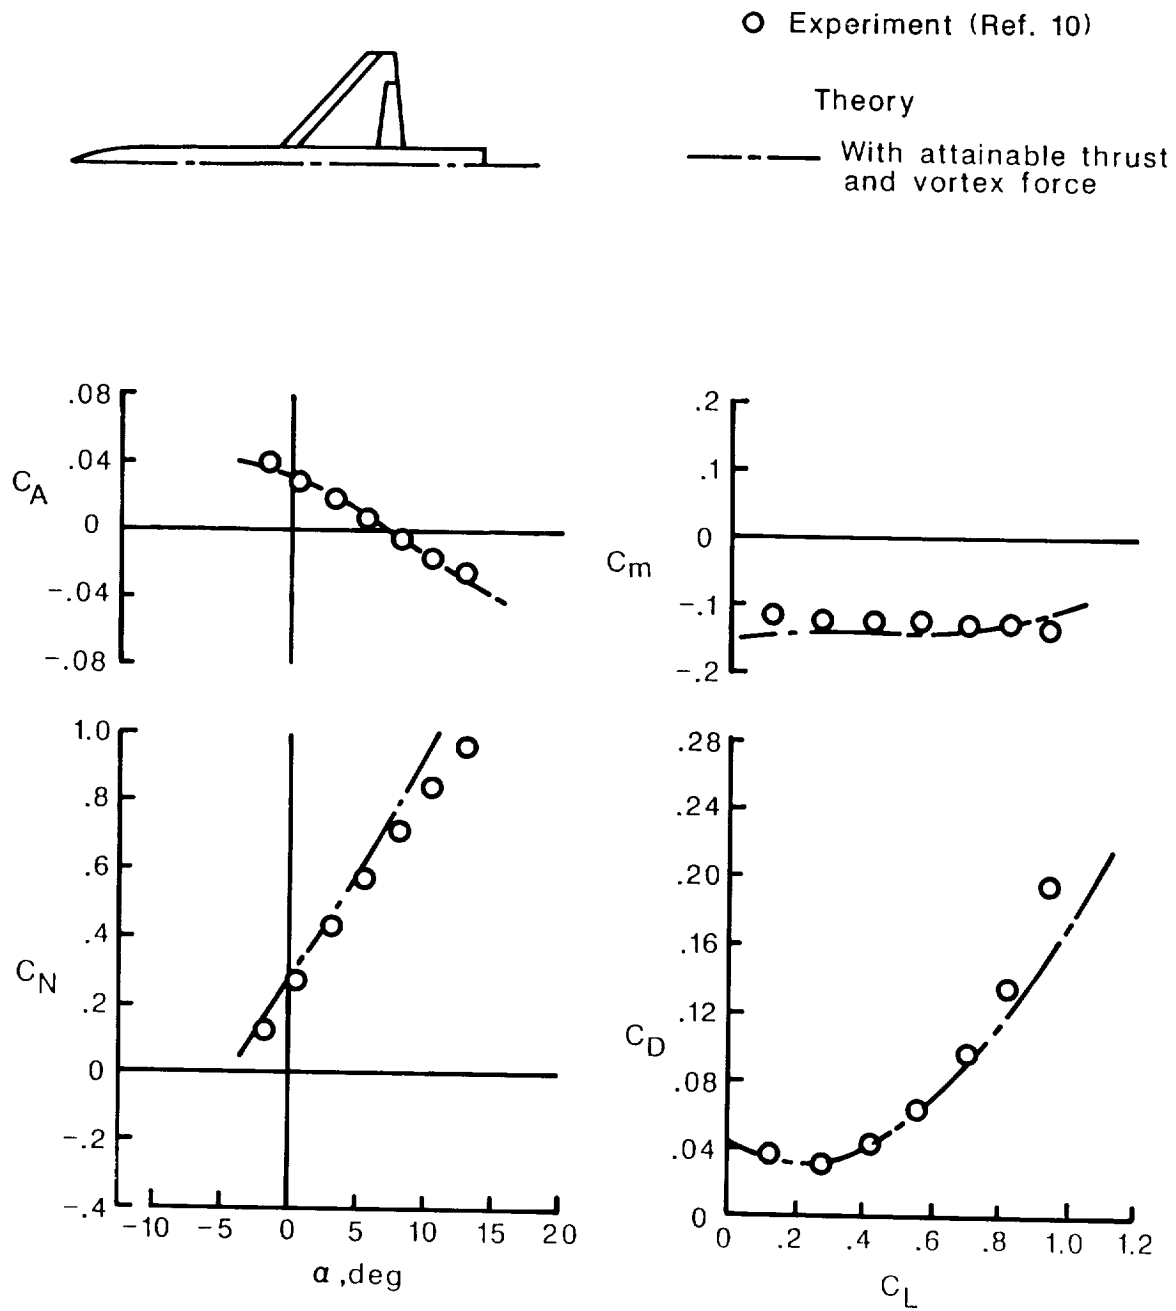 Experiment (Ref. 10)
Theory
With attainable thrust
and vortex force
.08
.04
0
-.04
-.08
C_A
.2
.1
0
-.1
-.2
C_m
1.0
.8
.6
.4
.2
0
-.2
-.4
C_N
-10 -5 0 5 10 15 20
α, deg
.28
.24
.20
.16
.12
.08
.04
0
C_D
0 .2 .4 .6 .8 1.0 1.2
C_L